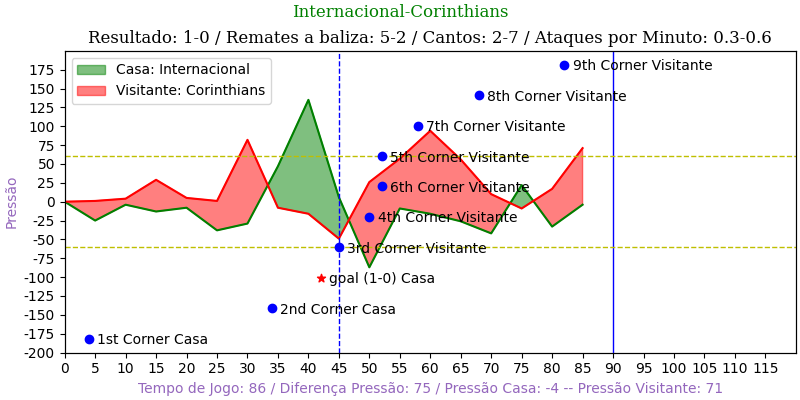 Internacional-Corinthians
Resultado: 1-0 / Remates a baliza: 5-2 / Cantos: 2-7 / Ataques por Minuto: 0.3-0.6
Casa: Internacional
Visitante: Corinthians
Pressão
175
150
125
100
75
50
25
0
-25
-50
-75
-100
-125
-150
-175
-200
9th Corner Visitante
8th Corner Visitante
7th Corner Visitante
5th Corner Visitante
6th Corner Visitante
4th Corner Visitante
3rd Corner Visitante
goal (1-0) Casa
2nd Corner Casa
1st Corner Casa
0 5 10 15 20 25 30 35 40 45 50 55 60 65 70 75 80 85 90 95 100 105 110 115
Tempo de Jogo: 86 / Diferença Pressão: 75 / Pressão Casa: -4 -- Pressão Visitante: 71